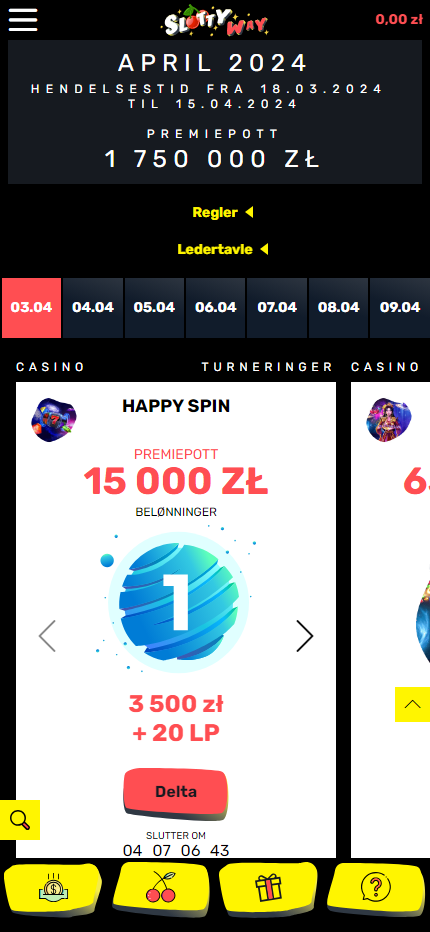 SLOTTY WAY
0,00 zł
APRIL 2024
HENDELSESTID FRA 18.03.2024
TIL 15.04.2024
PREMIEPOTT
1 750 000 ZŁ
Regler
Ledertavle
03.04 04.04 05.04 06.04 07.04 08.04 09.04
CASINO TURNERINGER CASINO
HAPPY SPIN
PREMIEPOTT
15 000 ZŁ
BELØNNINGER
1
3 500 zł
+ 20 LP
Delta
SLUTTER OM
04 07 06 43